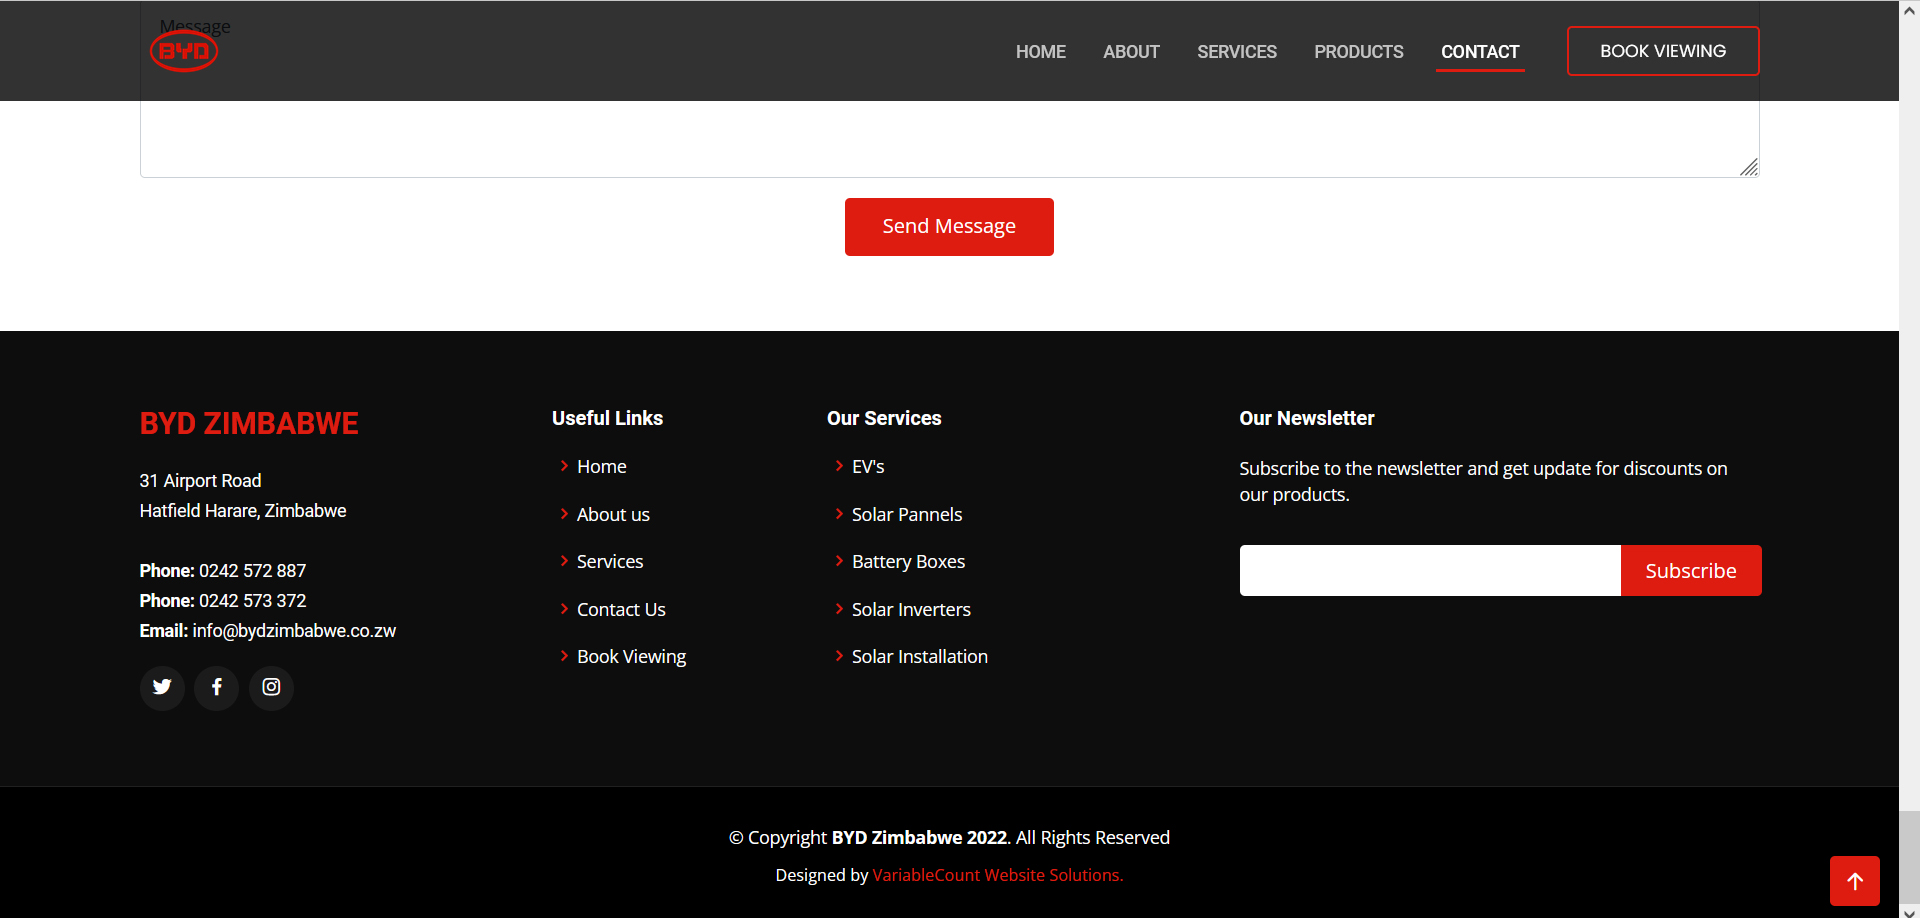 Message
BYD
HOME ABOUT SERVICES PRODUCTS CONTACT BOOK VIEWING
Send Message
BYD ZIMBABWE
31 Airport Road
Hatfield Harare, Zimbabwe
Phone: 0242 572 887
Phone: 0242 573 372
Email: info@bydzimbabwe.co.zw
Useful Links
Home
About us
Services
Contact Us
Book Viewing
Our Services
EV's
Solar Pannels
Battery Boxes
Solar Inverters
Solar Installation
Our Newsletter
Subscribe to the newsletter and get update for discounts on
our products.
Subscribe
© Copyright BYD Zimbabwe 2022. All Rights Reserved
Designed by VariableCount Website Solutions.